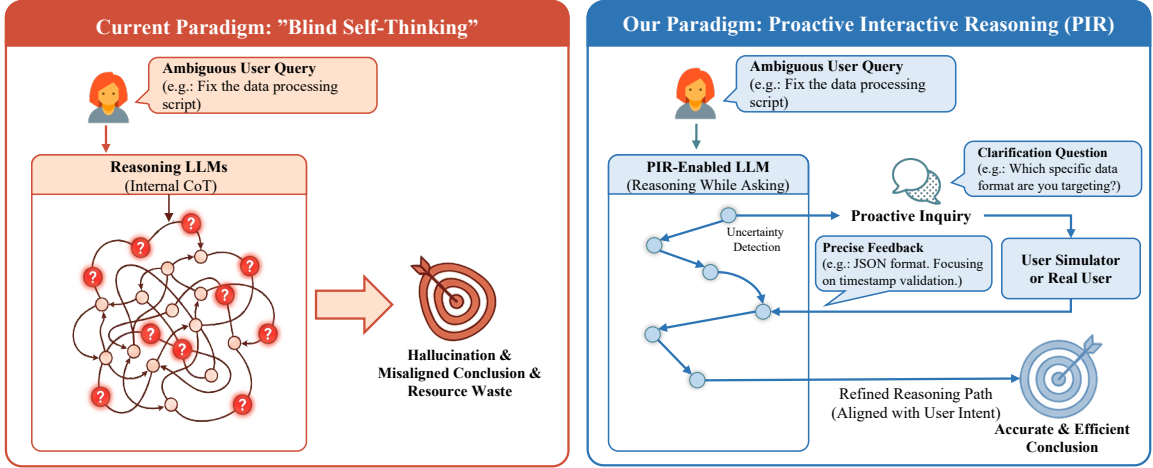 Current Paradigm: ”Blind Self-Thinking”
Ambiguous User Query
(e.g.: Fix the data processing
script)
Reasoning LLMs
(Internal CoT)
?
?
?
?
?
?
?
?
?
?
Hallucination &
Misaligned Conclusion &
Resource Waste
Our Paradigm: Proactive Interactive Reasoning (PIR)
Ambiguous User Query
(e.g.: Fix the data processing
script)
PIR-Enabled LLM
(Reasoning While Asking)
Clarification Question
(e.g.: Which specific data
format are you targeting?)
Uncertainty
Detection
Proactive Inquiry
Precise Feedback
(e.g.: JSON format. Focusing
on timestamp validation.)
User Simulator
or Real User
Refined Reasoning Path
(Aligned with User Intent)
Accurate & Efficient
Conclusion